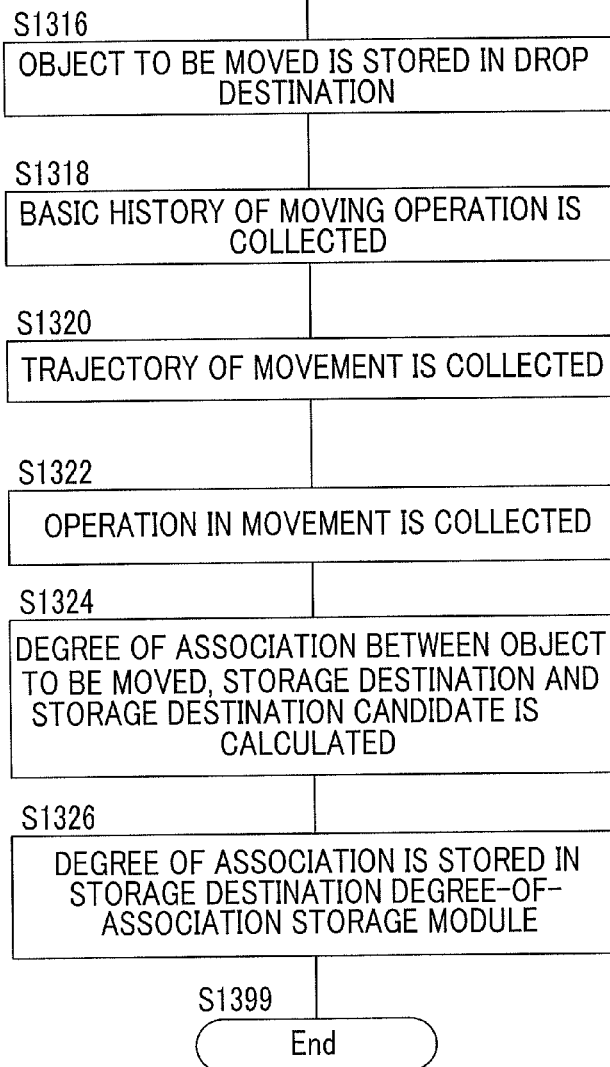 S1316
OBJECT TO BE MOVED IS STORED IN DROP
DESTINATION
S1318
BASIC HISTORY OF MOVING OPERATION IS
COLLECTED
S1320
TRAJECTORY OF MOVEMENT IS COLLECTED
S1322
OPERATION IN MOVEMENT IS COLLECTED
S1324
DEGREE OF ASSOCIATION BETWEEN OBJECT
TO BE MOVED, STORAGE DESTINATION AND
STORAGE DESTINATION CANDIDATE IS
CALCULATED
S1326
DEGREE OF ASSOCIATION IS STORED IN
STORAGE DESTINATION DEGREE-OF-
ASSOCIATION STORAGE MODULE
S1399
End